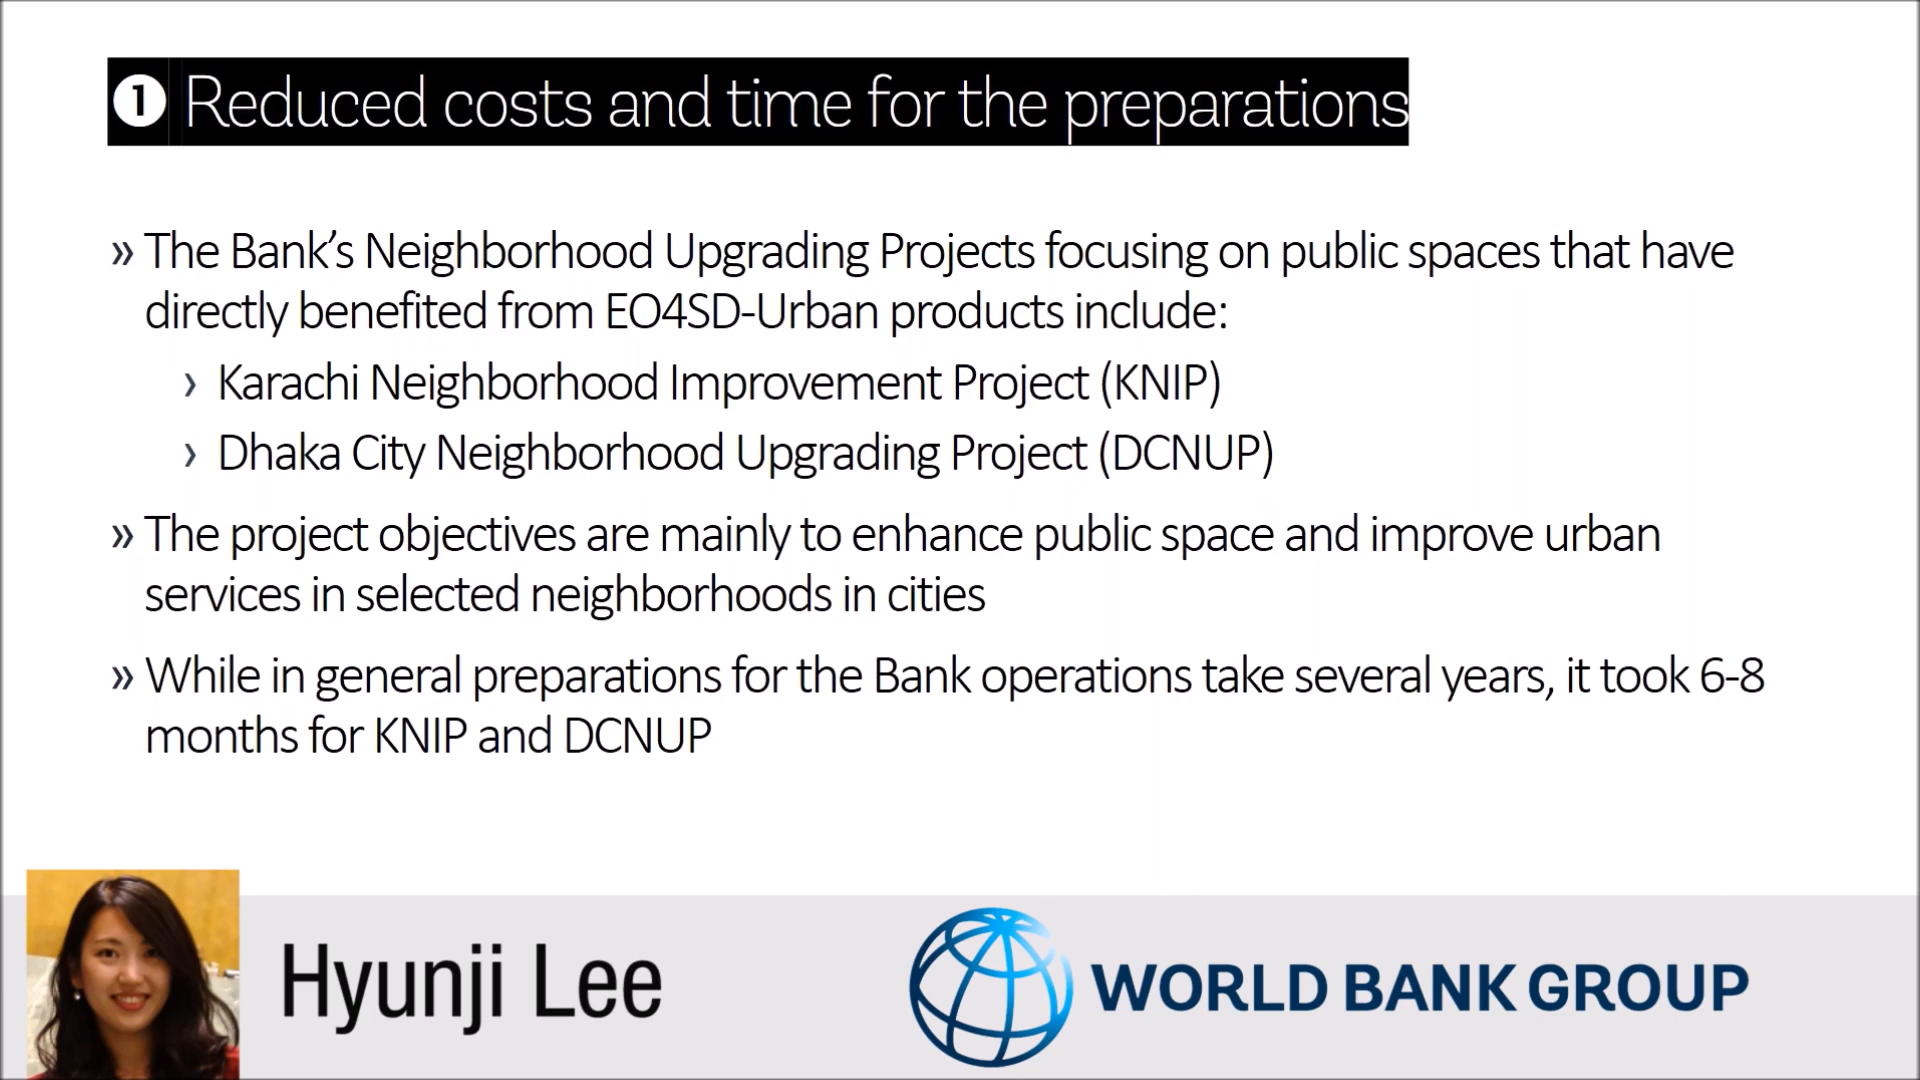 ❶ Reduced costs and time for the preparations
» The Bank’s Neighborhood Upgrading Projects focusing on public spaces that have
directly benefited from EO4SD-Urban products include:
› Karachi Neighborhood Improvement Project (KNIP)
› Dhaka City Neighborhood Upgrading Project (DCNUP)
» The project objectives are mainly to enhance public space and improve urban
services in selected neighborhoods in cities
» While in general preparations for the Bank operations take several years, it took 6-8
months for KNIP and DCNUP
Hyunji Lee
WORLD BANK GROUP